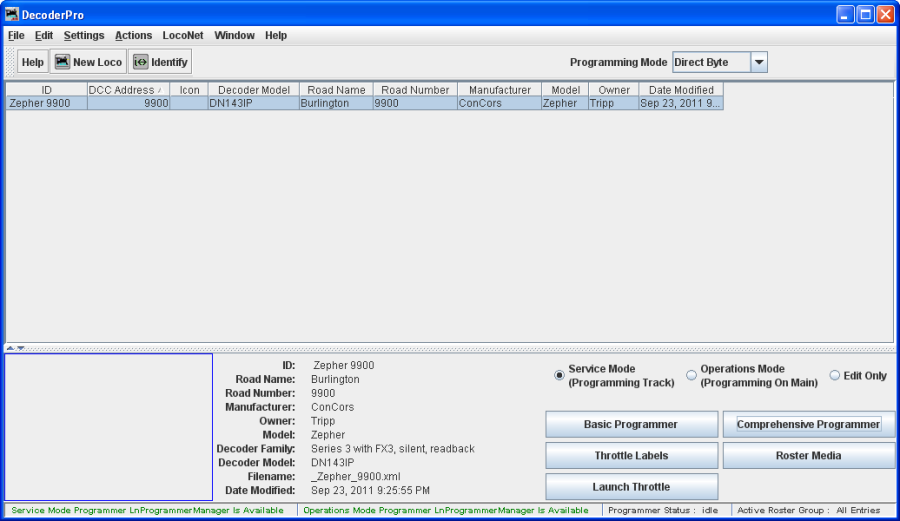 DecoderPro
File Edit Settings Actions LocoNet Window Help
Help New Loco Identify Programming Mode Direct Byte
ID DCC Address Icon Decoder Model Road Name Road Number Manufacturer Model Owner Date Modified
Zepher 9900 9900 DN143IP Burlington 9900 ConCors Zepher Tripp Sep 23, 2011 9...
ID: Zepher 9900
Road Name: Burlington
Road Number: 9900
Manufacturer: ConCors
Owner: Tripp
Model: Zepher
Decoder Family: Series 3 with FX3, silent, readback
Decoder Model: DN143IP
Filename: _Zepher_9900.xml
Date Modified: Sep 23, 2011 9:25:55 PM
Service Mode
(Programming Track)
Operations Mode
(Programming On Main)
Edit Only
Basic Programmer Comprehensive Programmer
Throttle Labels Roster Media
Launch Throttle
Service Mode Programmer LnProgrammerManager Is Available Operations Mode Programmer LnProgrammerManager Is Available Programmer Status : idle Active Roster Group : All Entries